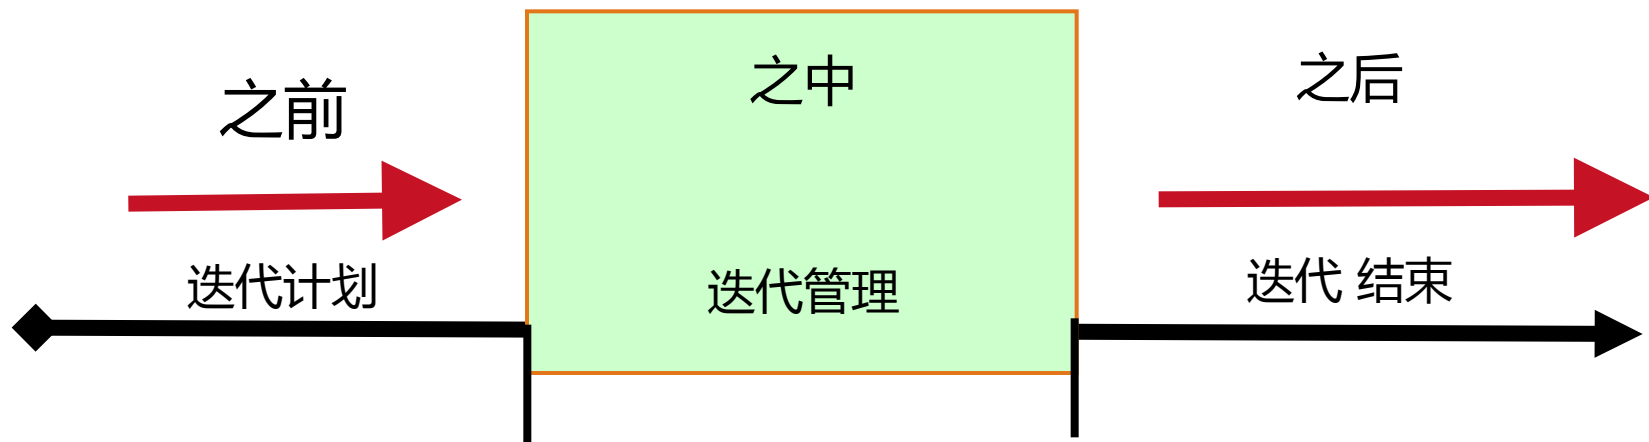 之前
之中
之后
迭代计划
迭代管理
迭代 结束